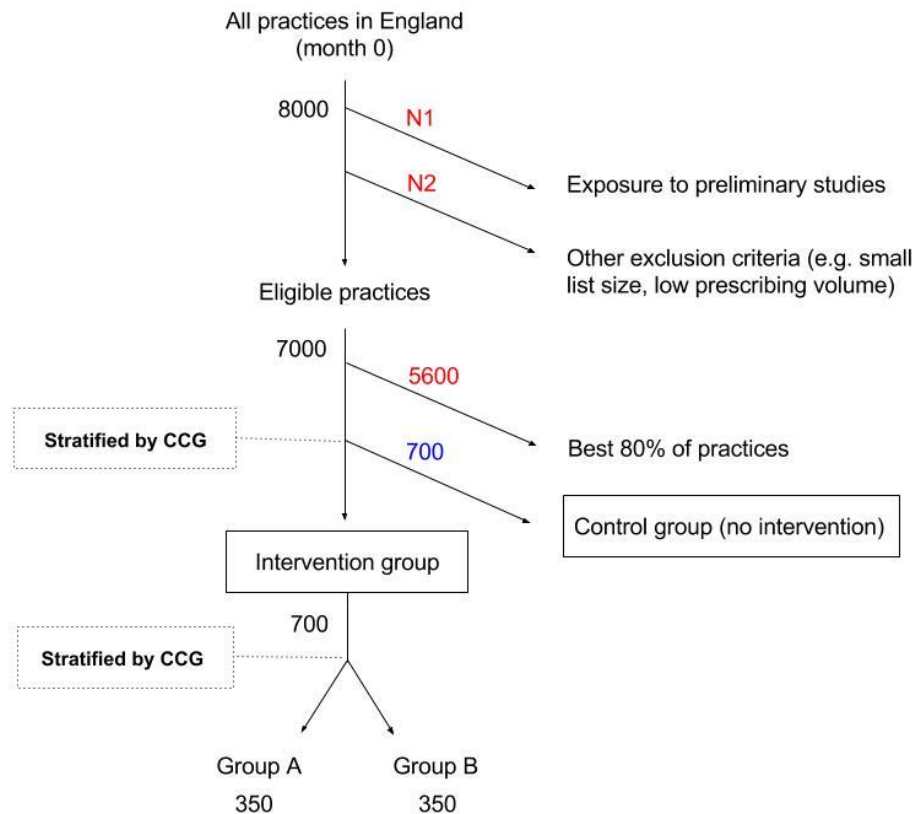 All practices in England
(month 0)
8000
N1
Exposure to preliminary studies
N2
Other exclusion criteria (e.g. small
list size, low prescribing volume)
Eligible practices
7000
5600
Best 80% of practices
Stratified by CCG
700
Control group (no intervention)
Intervention group
700
Stratified by CCG
Group A
350
Group B
350